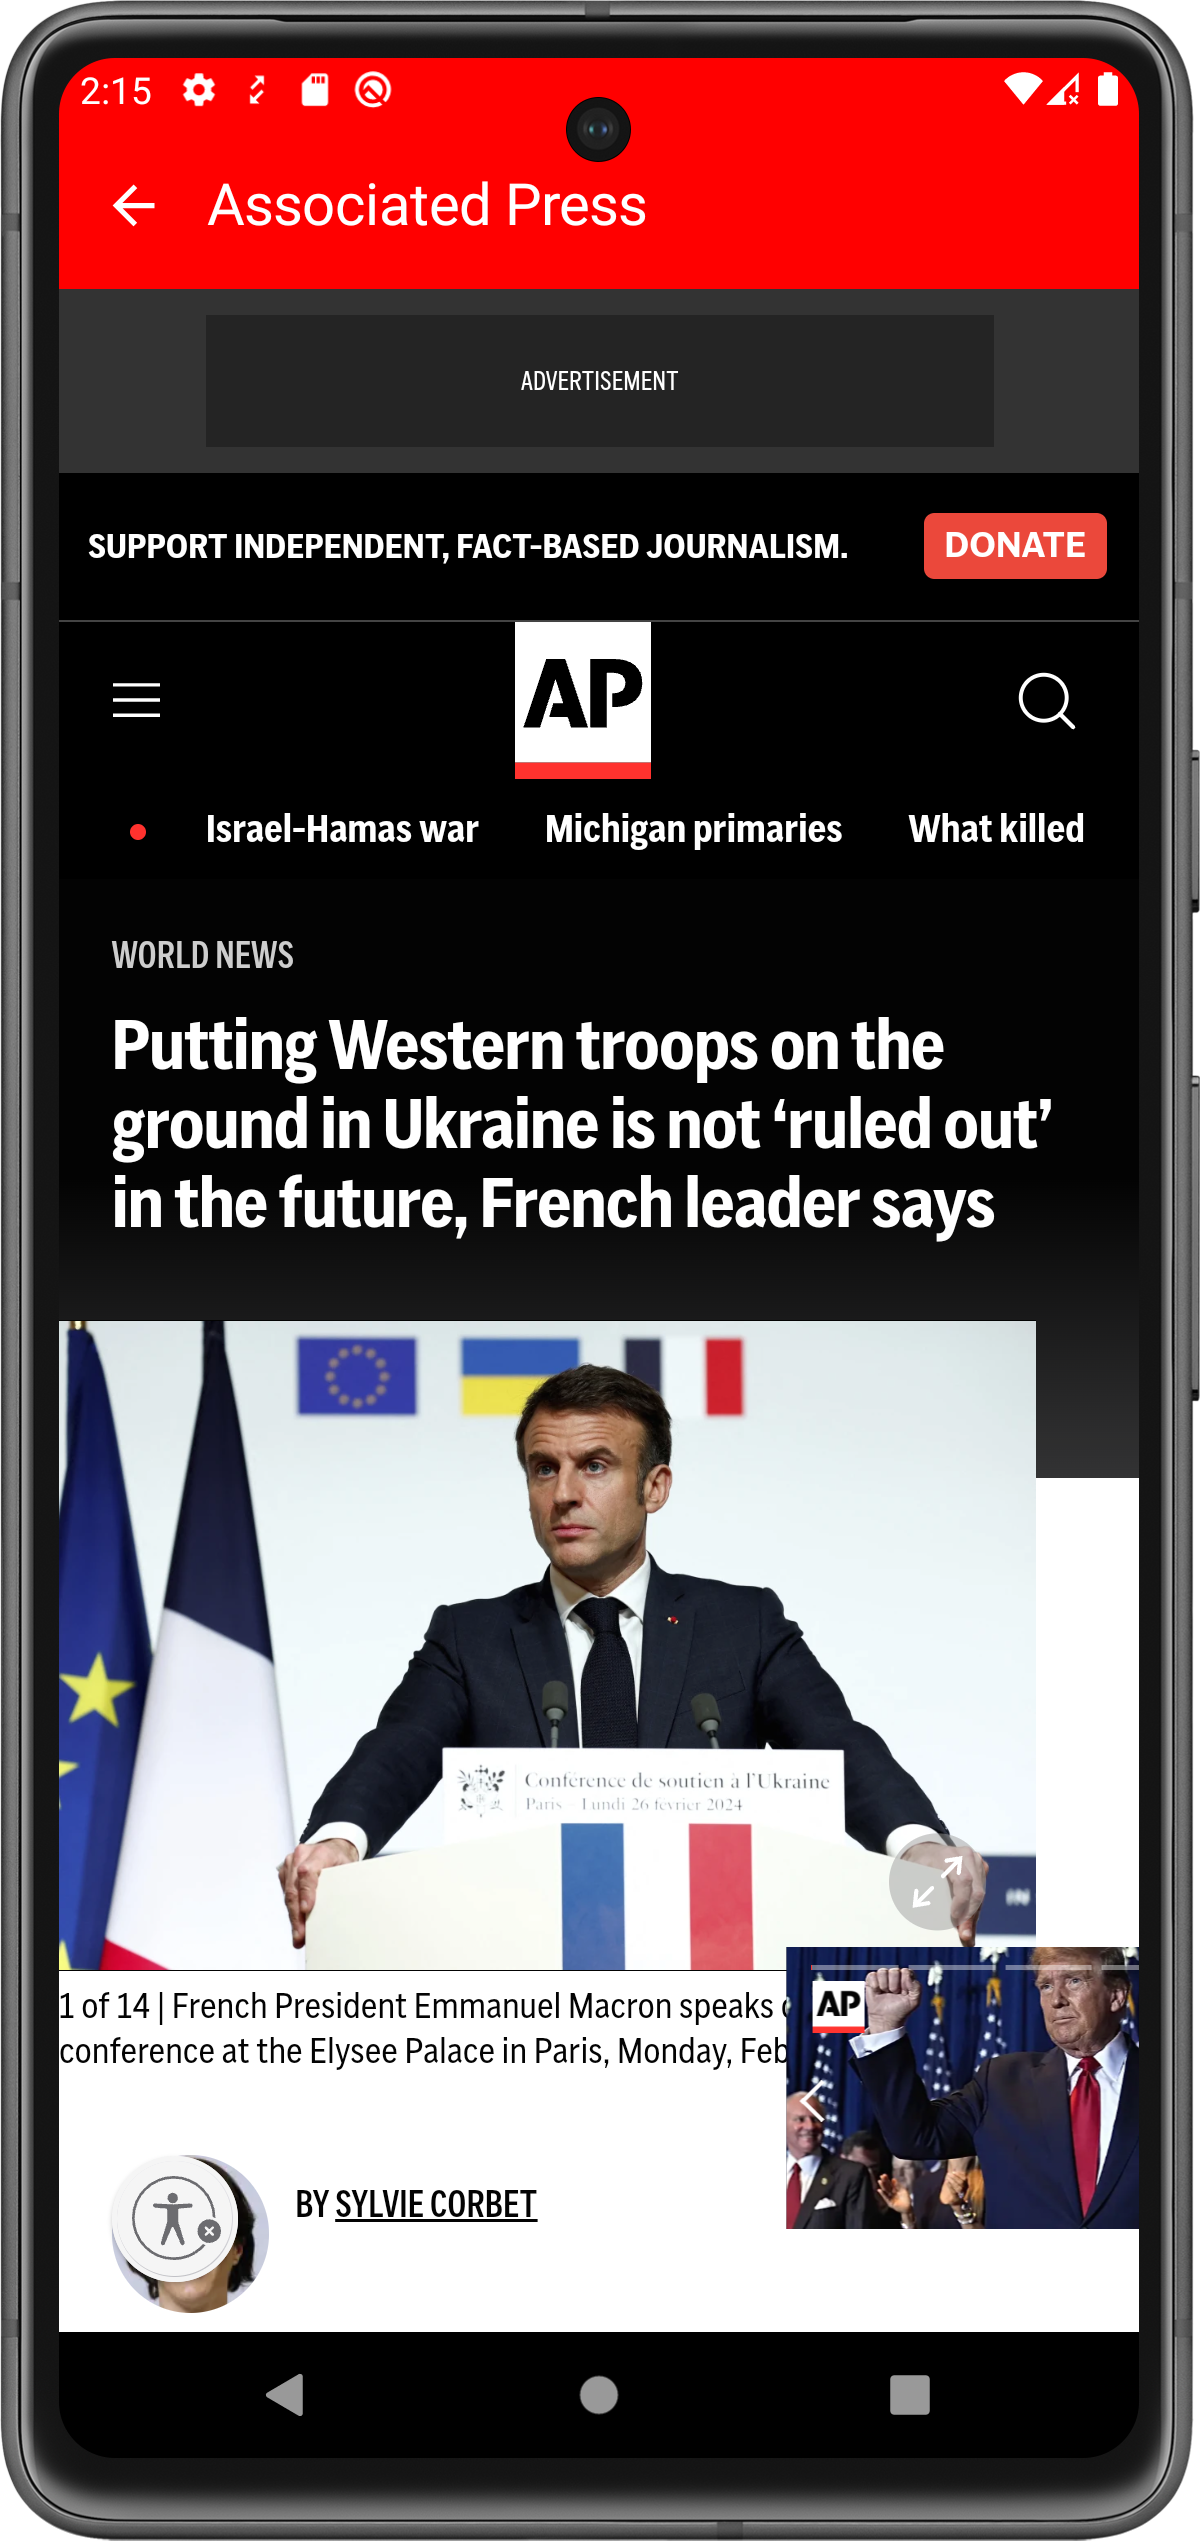 2:15
Associated Press
ADVERTISEMENT
SUPPORT INDEPENDENT, FACT-BASED JOURNALISM.
DONATE
AP
Israel-Hamas war
Michigan primaries
What killed
WORLD NEWS
Putting Western troops on the
ground in Ukraine is not ‘ruled out’
in the future, French leader says
Conférence de soutien à l'Ukraine
Paris – Lundi 26 février 2024
IN
1 of 14 | French President Emmanuel Macron speaks
conference at the Elysee Palace in Paris, Monday, Feb
AP
BY SYLVIE CORBET